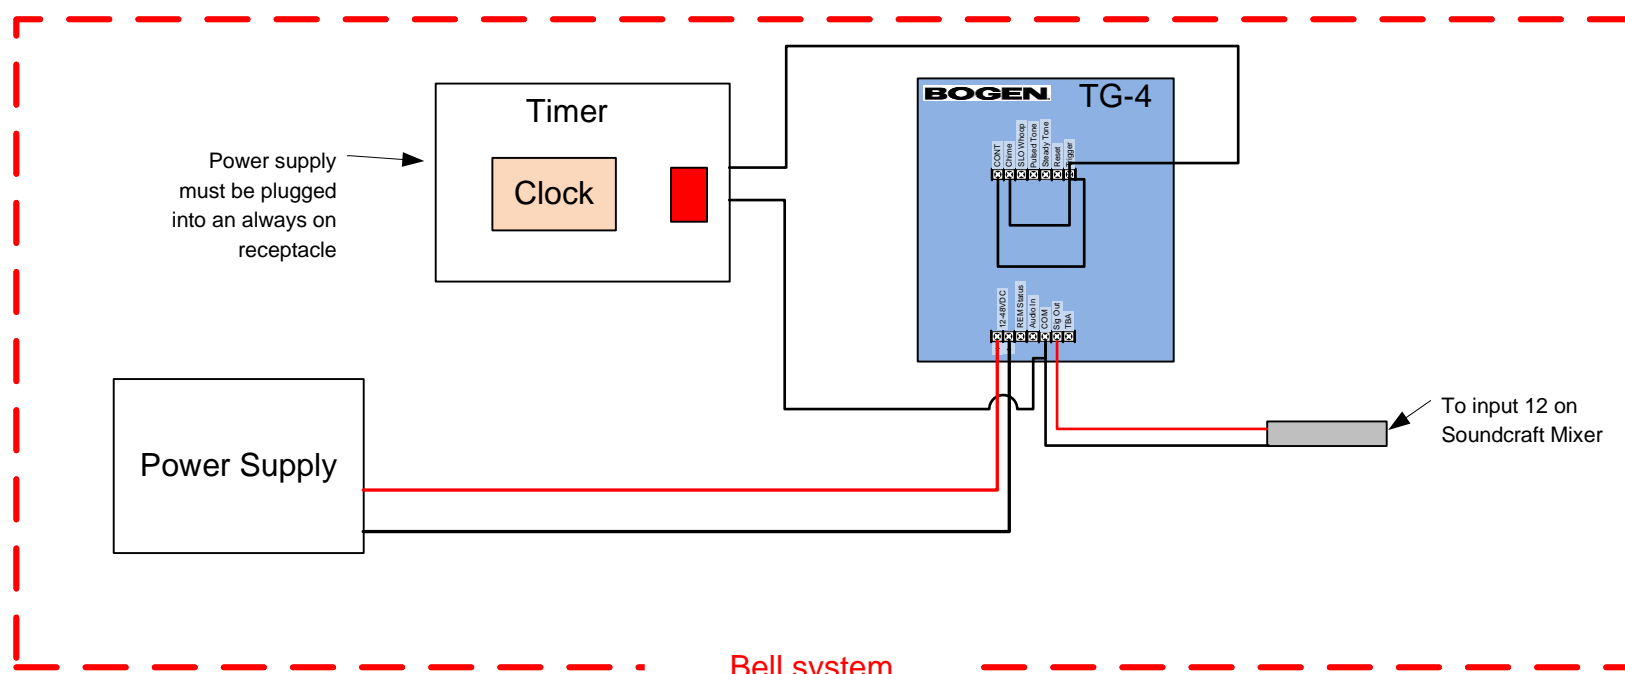 Timer
Clock
Power supply
must be plugged
into an always on
receptacle
BOGEN
TG-4
CONT
Chime
SLO Whoop
Pulsed Tone
Steady Tone
Reset
Trigger
12-48VDC
REM Status
Audio In
COM
Sig Out
TBA
Power Supply
To input 12 on
Soundcraft Mixer
Bell system